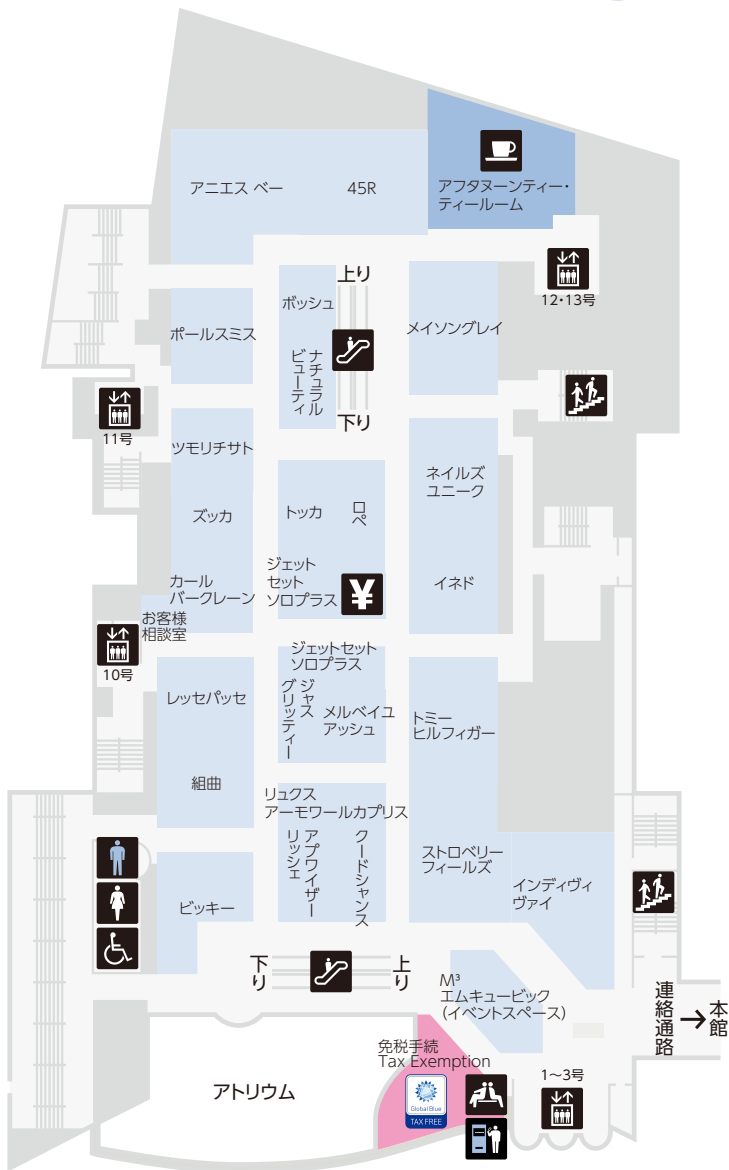 アニエス ベー
45R
アフタヌーンティー・
ティールーム
12・13号
上り
ボッシュ
ナチュラル
ビューティ
下り
ポールスミス
メイソングレイ
11号
ツモリチサト
ズッカ
カール
バークレーン
トッカ
ロペ
ジェット
セット
ソロプラス
¥
ネイルズ
ユニーク
イネド
お客様
相談室
10号
ジェットセット
ソロプラス
ジャス
グリッティー
メルベイユ
アッシュ
レッセパッセ
組曲
トミー
ヒルフィガー
リュクス
アーモワールカプリス
アプワイザー
リッシェ
クードシャンス
ストロベリー
フィールズ
インディヴィ
ヴァイ
ビッキー
下り
上り
M³
エムキュービック
(イベントスペース)
連絡通路
→
本館
免税手続
Tax Exemption
Global Blue
TAX FREE
アトリウム
1～3号